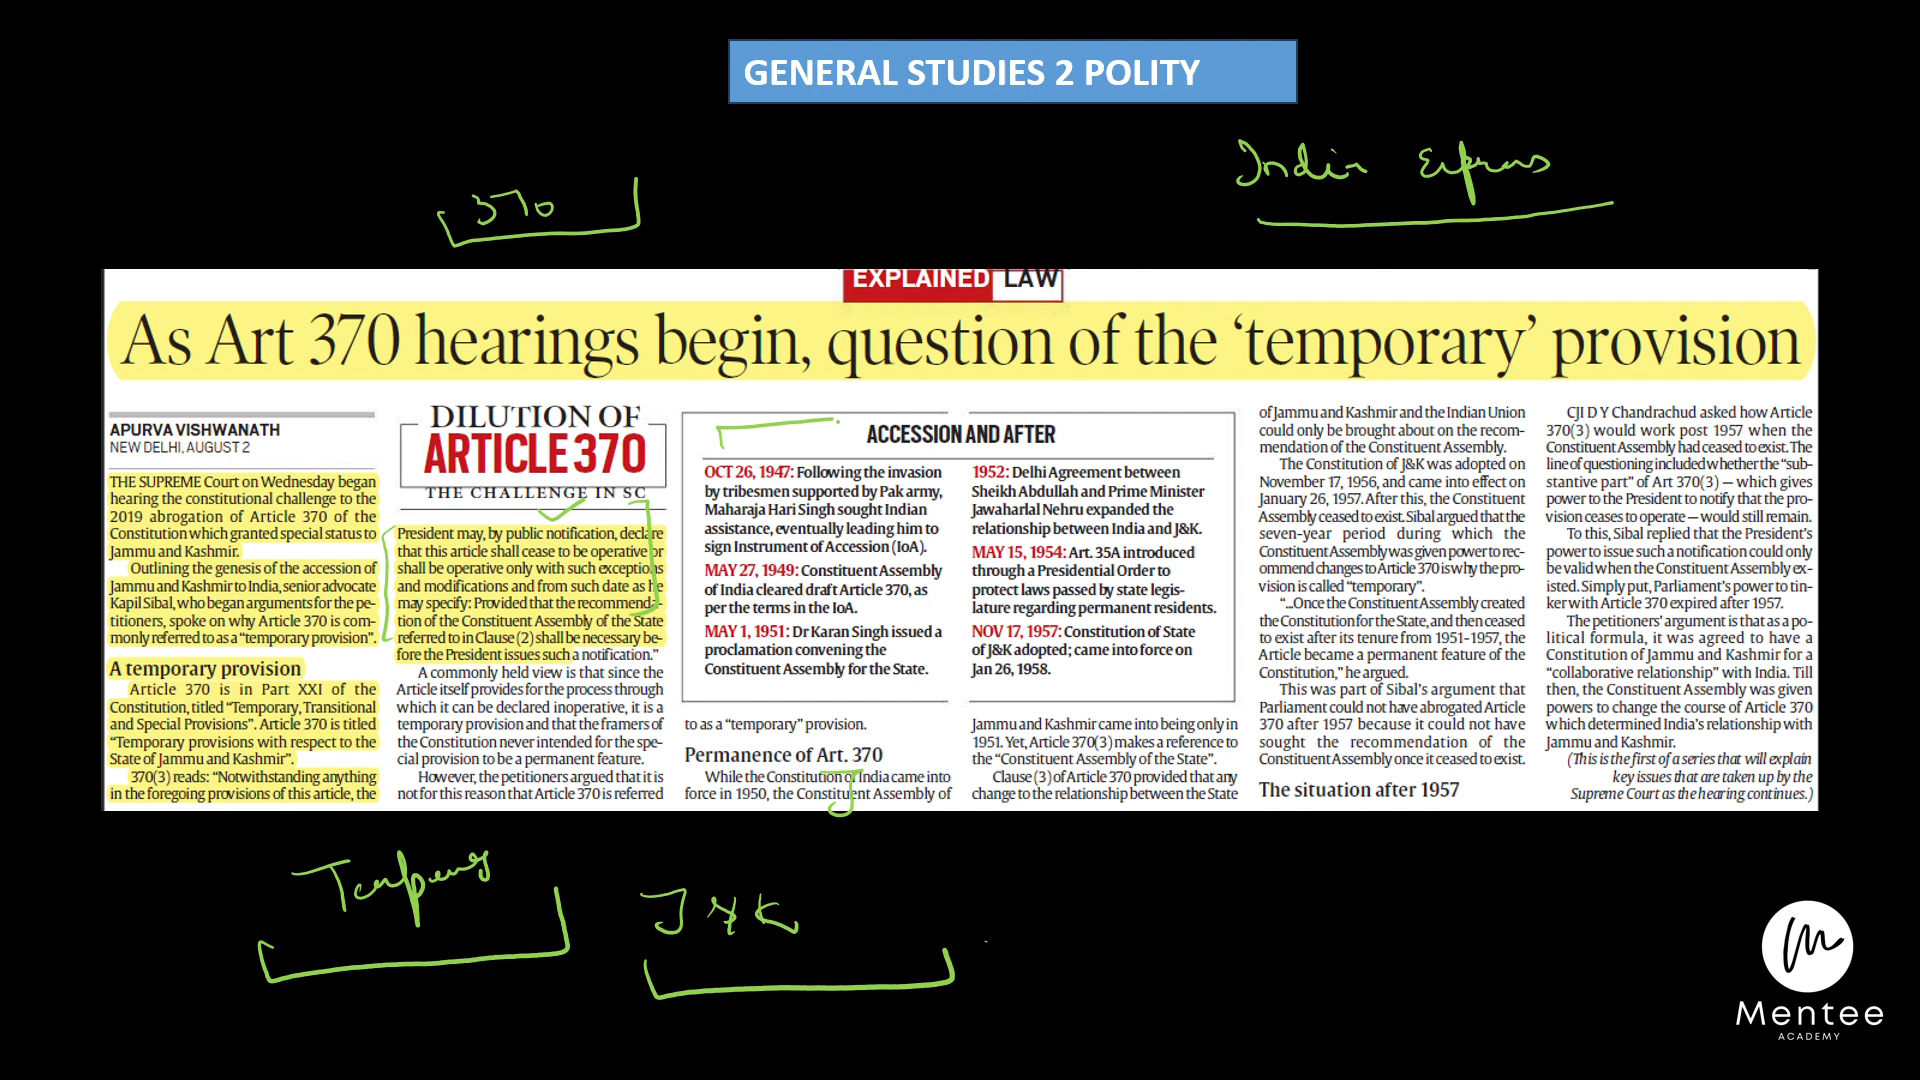 GENERAL STUDIES 2 POLITY
India Express
370
EXPLAINED LAW
As Art 370 hearings begin, question of the ‘temporary’ provision
APURVA VISHWANATH
NEW DELHI, AUGUST 2
THE SUPREME Court on Wednesday began
hearing the constitutional challenge to the
2019 abrogation of Article 370 of the
Constitution which granted special status to
Jammu and Kashmir.
Outlining the genesis of the accession of
Jammu and Kashmir to India, senior advocate
Kapil Sibal, who began arguments for the pe-
titioners, spoke on why Article 370 is com-
monly referred to as a “temporary provision”.
A temporary provision
Article 370 is in Part XXI of the
Constitution, titled “Temporary, Transitional
and Special Provisions”. Article 370 is titled
“Temporary provisions with respect to the
State of Jammu and Kashmir”.
370(3) reads: “Notwithstanding anything
in the foregoing provisions of this article, the
DILUTION OF
ARTICLE 370
THE CHALLENGE IN SC
President may, by public notification, declare
that this article shall cease to be operative or
shall be operative only with such exceptions
and modifications and from such date as he
may specify: Provided that the recommenda-
tion of the Constituent Assembly of the State
referred to in Clause (2) shall be necessary be-
fore the President issues such a notification.”
A commonly held view is that since the
Article itself provides for the process through
which it can be declared inoperative, it is a
temporary provision and that the framers of
the Constitution never intended for the spe-
cial provision to be a permanent feature.
However, the petitioners argued that it is
not for this reason that Article 370 is referred
ACCESSION AND AFTER
OCT 26, 1947: Following the invasion
by tribesmen supported by Pak army,
Maharaja Hari Singh sought Indian
assistance, eventually leading him to
sign Instrument of Accession (IoA).
MAY 27, 1949: Constituent Assembly
of India cleared draft Article 370, as
per the terms in the IoA.
MAY 1, 1951: Dr Karan Singh issued a
proclamation convening the
Constituent Assembly for the State.
1952: Delhi Agreement between
Sheikh Abdullah and Prime Minister
Jawaharlal Nehru expanded the
relationship between India and J&K.
MAY 15, 1954: Art. 35A introduced
through a Presidential Order to
protect laws passed by state legis-
lature regarding permanent residents.
NOV 17, 1957: Constitution of State
of J&K adopted; came into force on
Jan 26, 1958.
to as a “temporary” provision.
Permanence of Art. 370
While the Constitution of India came into
force in 1950, the Constituent Assembly of
Jammu and Kashmir came into being only in
1951. Yet, Article 370(3) makes a reference to
the “Constituent Assembly of the State”.
Clause (3) of Article 370 provided that any
change to the relationship between the State
of Jammu and Kashmir and the Indian Union
could only be brought about on the recom-
mendation of the Constituent Assembly.
The Constitution of J&K was adopted on
November 17, 1956, and came into effect on
January 26, 1957. After this, the Constituent
Assembly ceased to exist. Sibal argued that the
seven-year period during which the
Constituent Assembly was given power to rec-
ommend changes to Article 370 is why the pro-
vision is called “temporary”.
“...Once the Constituent Assembly created
the Constitution for the State, and then ceased
to exist after its tenure from 1951-1957, the
Article became a permanent feature of the
Constitution,” he argued.
This was part of Sibal’s argument that
Parliament could not have abrogated Article
370 after 1957 because it could not have
sought the recommendation of the
Constituent Assembly once it ceased to exist.
The situation after 1957
CJI D Y Chandrachud asked how Article
370(3) would work post 1957 when the
Constituent Assembly had ceased to exist. The
line of questioning included whether the “sub-
stantive part” of Art 370(3) — which gives
power to the President to notify that the pro-
vision ceases to operate — would still remain.
To this, Sibal replied that the President’s
power to issue such a notification could only
be valid when the Constituent Assembly ex-
isted. Simply put, Parliament’s power to tin-
ker with Article 370 expired after 1957.
The petitioners’ argument is that as a po-
litical formula, it was agreed to have a
Constitution of Jammu and Kashmir for a
“collaborative relationship” with India. Till
then, the Constituent Assembly was given
powers to change the course of Article 370
which determined India’s relationship with
Jammu and Kashmir.
(This is the first of a series that will explain
key issues that are taken up by the
Supreme Court as the hearing continues.)
J & K
Mentee
ACADEMY